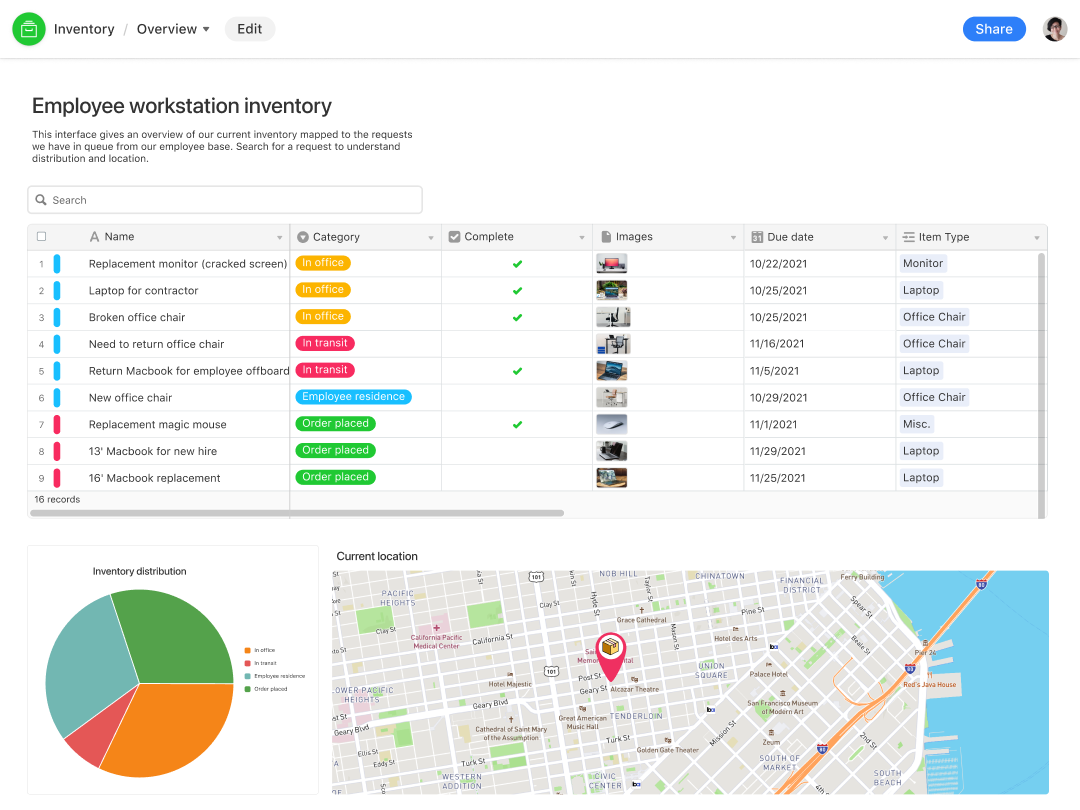 Inventory / Overview Edit Share
Employee workstation inventory
This interface gives an overview of our current inventory mapped to the requests
we have in queue from our employee base. Search for a request to understand
distribution and location.
Search
Name Category Complete Images Due date Item Type
1 Replacement monitor (cracked screen) In office 10/22/2021 Monitor
2 Laptop for contractor In office 10/25/2021 Laptop
3 Broken office chair In office 10/25/2021 Office Chair
4 Need to return office chair In transit 11/16/2021 Office Chair
5 Return Macbook for employee offboard In transit 11/5/2021 Laptop
6 New office chair Employee residence 10/29/2021 Office Chair
7 Replacement magic mouse Order placed 11/1/2021 Misc.
8 13' Macbook for new hire Order placed 11/29/2021 Laptop
9 16' Macbook replacement Order placed 11/25/2021 Laptop
16 records
Inventory distribution
In office
In transit
Employee residence
Order placed
Current location
101
NOB HILL
CHINATOWN
FINANCIAL
DISTRICT
Ferry Building
80
PACIFIC
HEIGHTS
Clay St
Hyde St
Taylor St
Pine St
Spear St
Grace Cathedral
Clay St
California Pacific
Medical Center
California St
Mason St
Hotel des Arts
Beale St
Pier 24
Memorial
Post St
101
UNION
SQUARE
Palace Hotel
80
Red's Java House
Hotel Majestic
Geary St
Alcazar Theatre
LOWER PACIFIC
HEIGHTS
Geary Blvd
San Francisco Museum
of Modern Art
Great American
Music Hall
TENDERLOIN
Geary Blvd
Cathedral of Saint Mary
of the Assumption
Turk St
Mission St
Zeum
2nd St
Ellis St
Eddy St
Golden Gate Theater
80
Turk St
SOUTH OF
MARKET
WESTERN
ADDITION
CIVIC
CENTER
SOUTH
BEACH